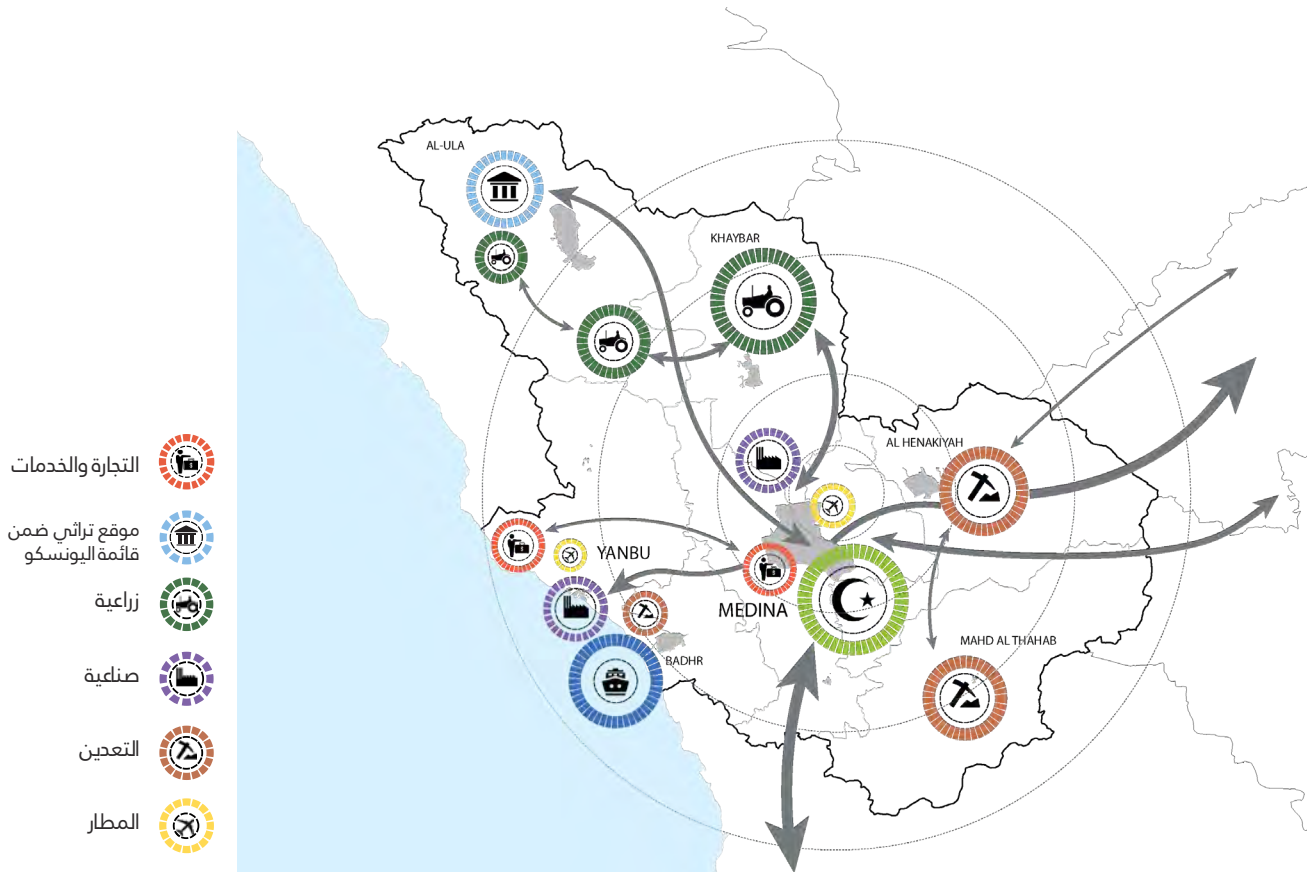 AL-ULA
KHAYBAR
AL HENAKIYAH
YANBU
MEDINA
MAHD AL THAHAB
BADHR
التجارة والخدمات
موقع تراثي ضمن
قائمة اليونسكو
زراعية
صناعية
التعدين
المطار